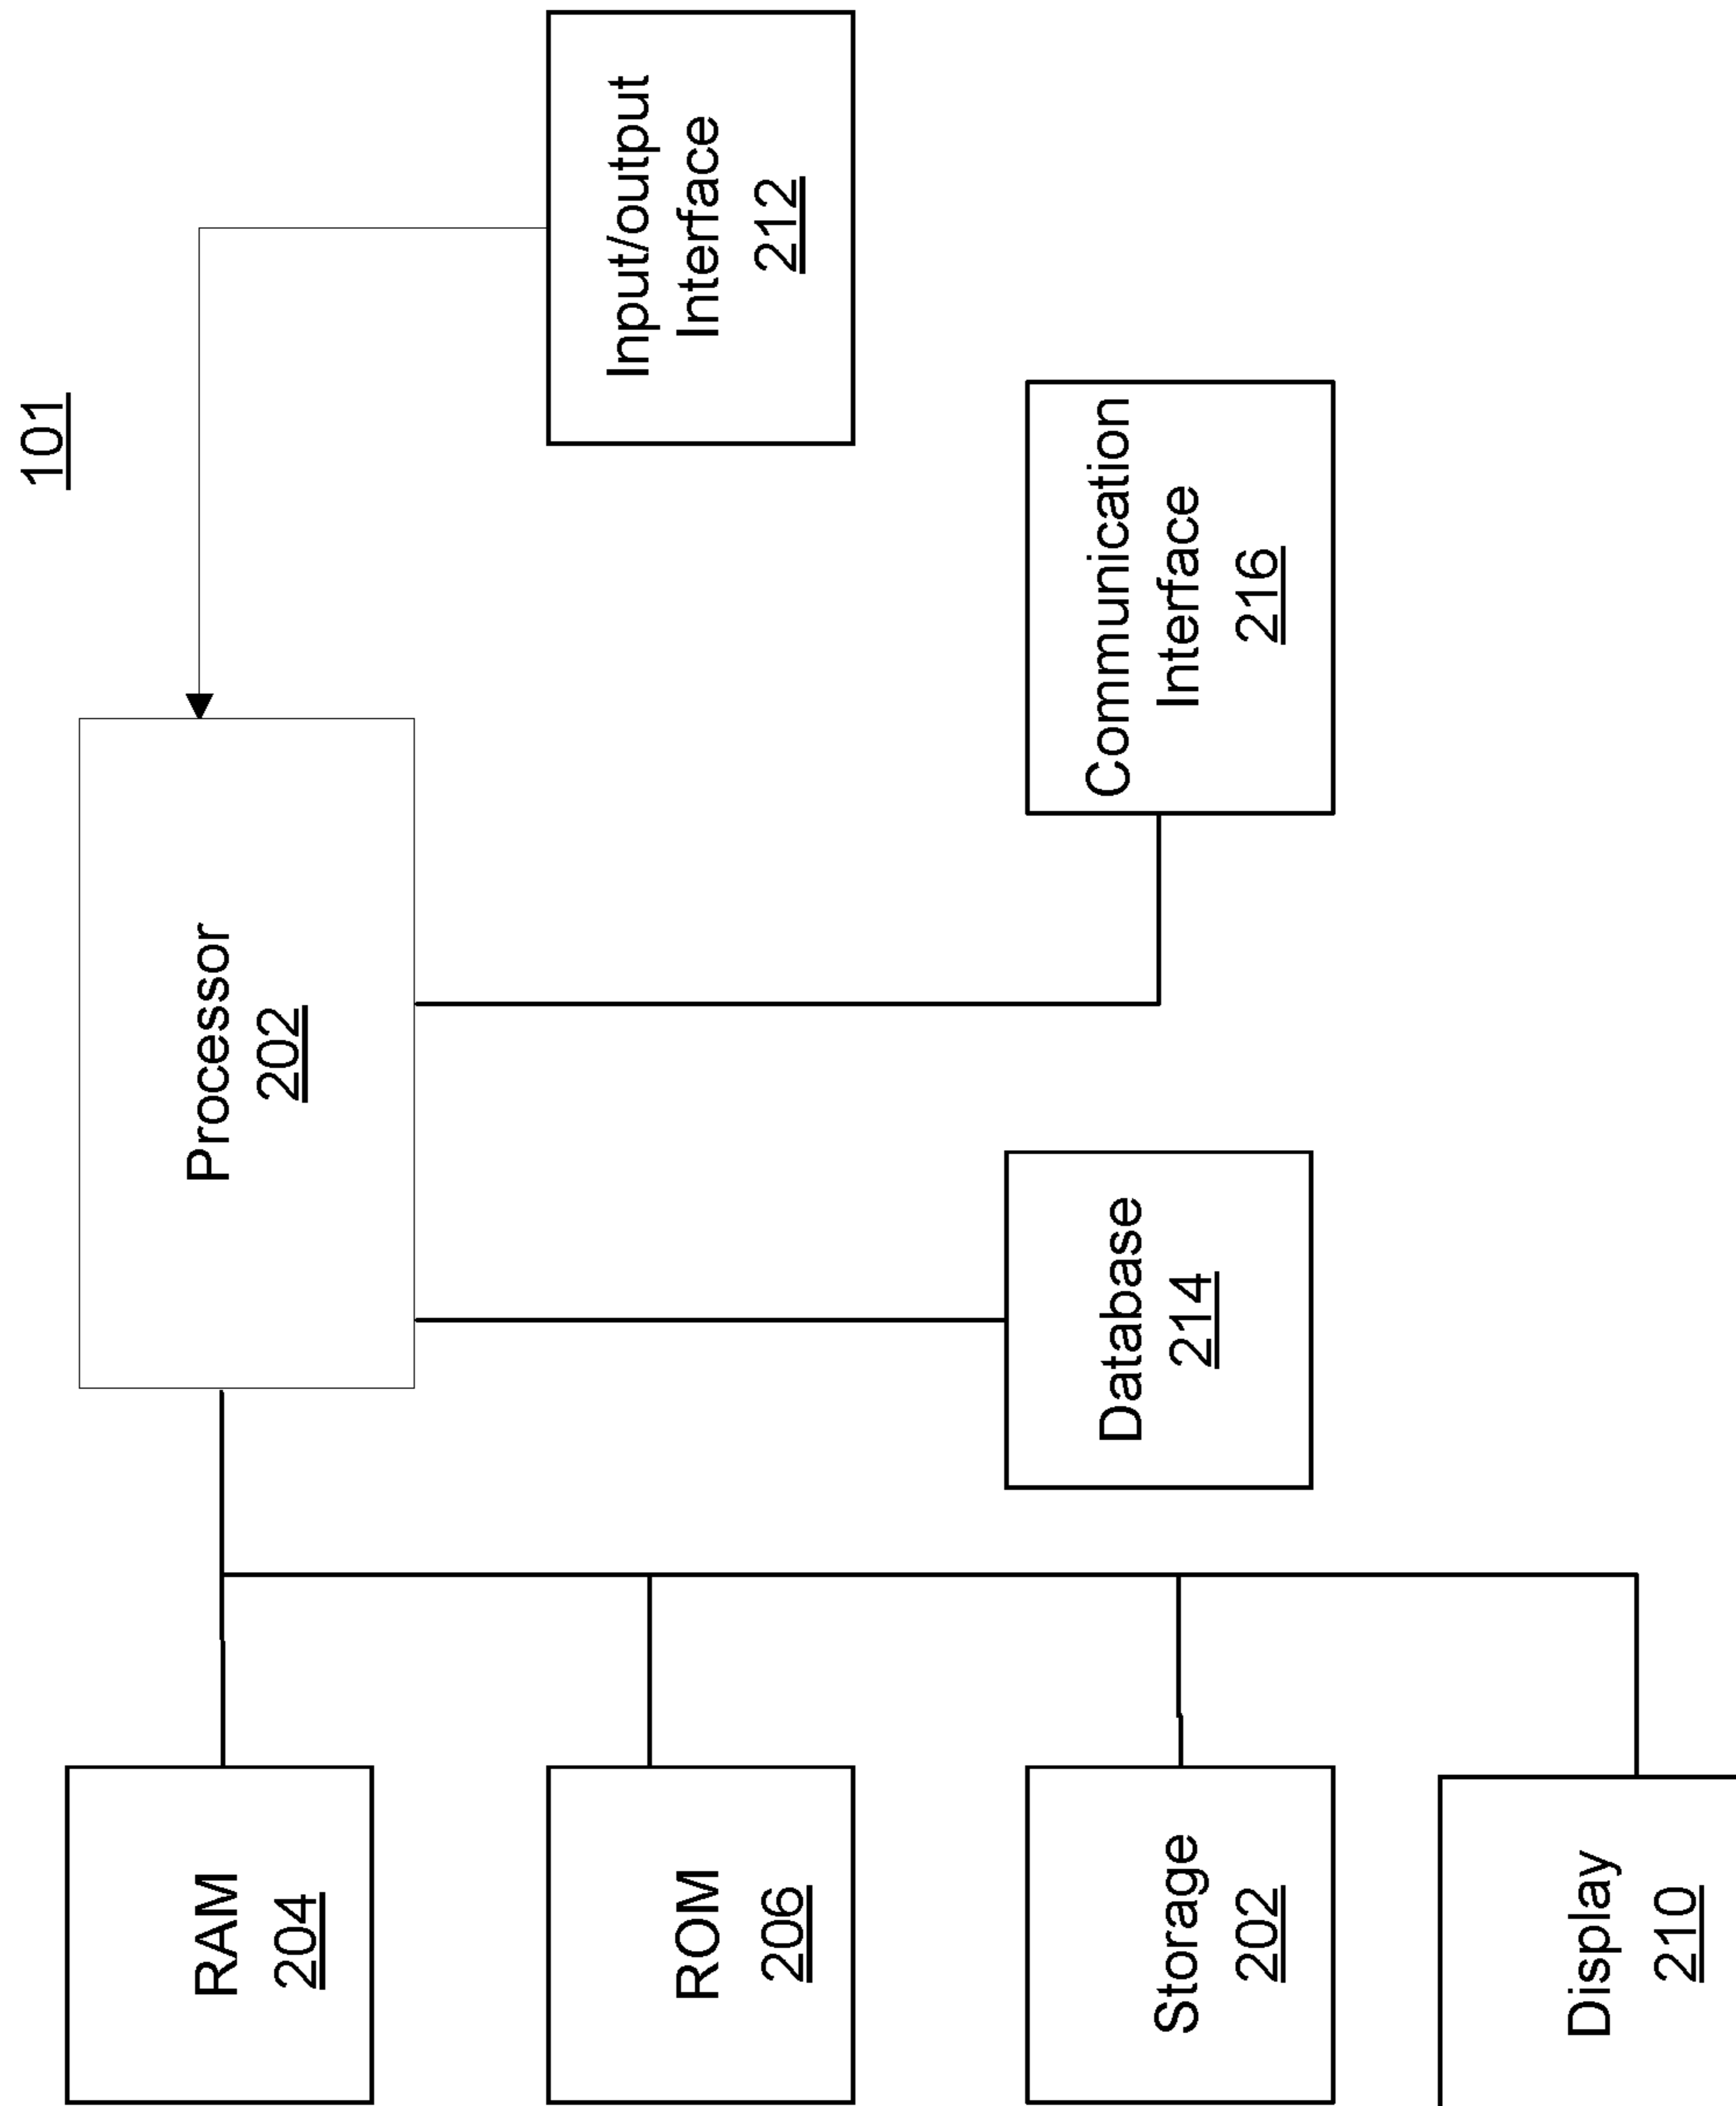 101
Processor
202
RAM
204
ROM
206
Storage
202
Display
210
Database
214
Communication
Interface
216
Input/output
Interface
212